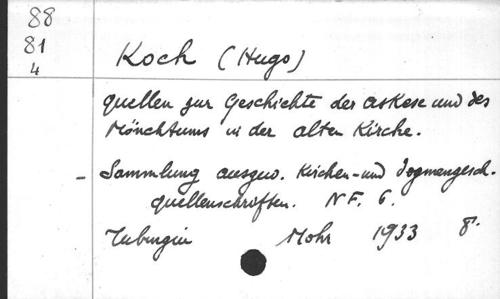 88
81
4
Koch (Hugo)
Quellen zur Geschichte der Askese und des
Mönchtums in der alten Kirche.
- Sammlung ausgew. Kirchen- und dogmengesch.
Quellenschriften. NF. 6.
Tubingen Mohr 1933 8°.